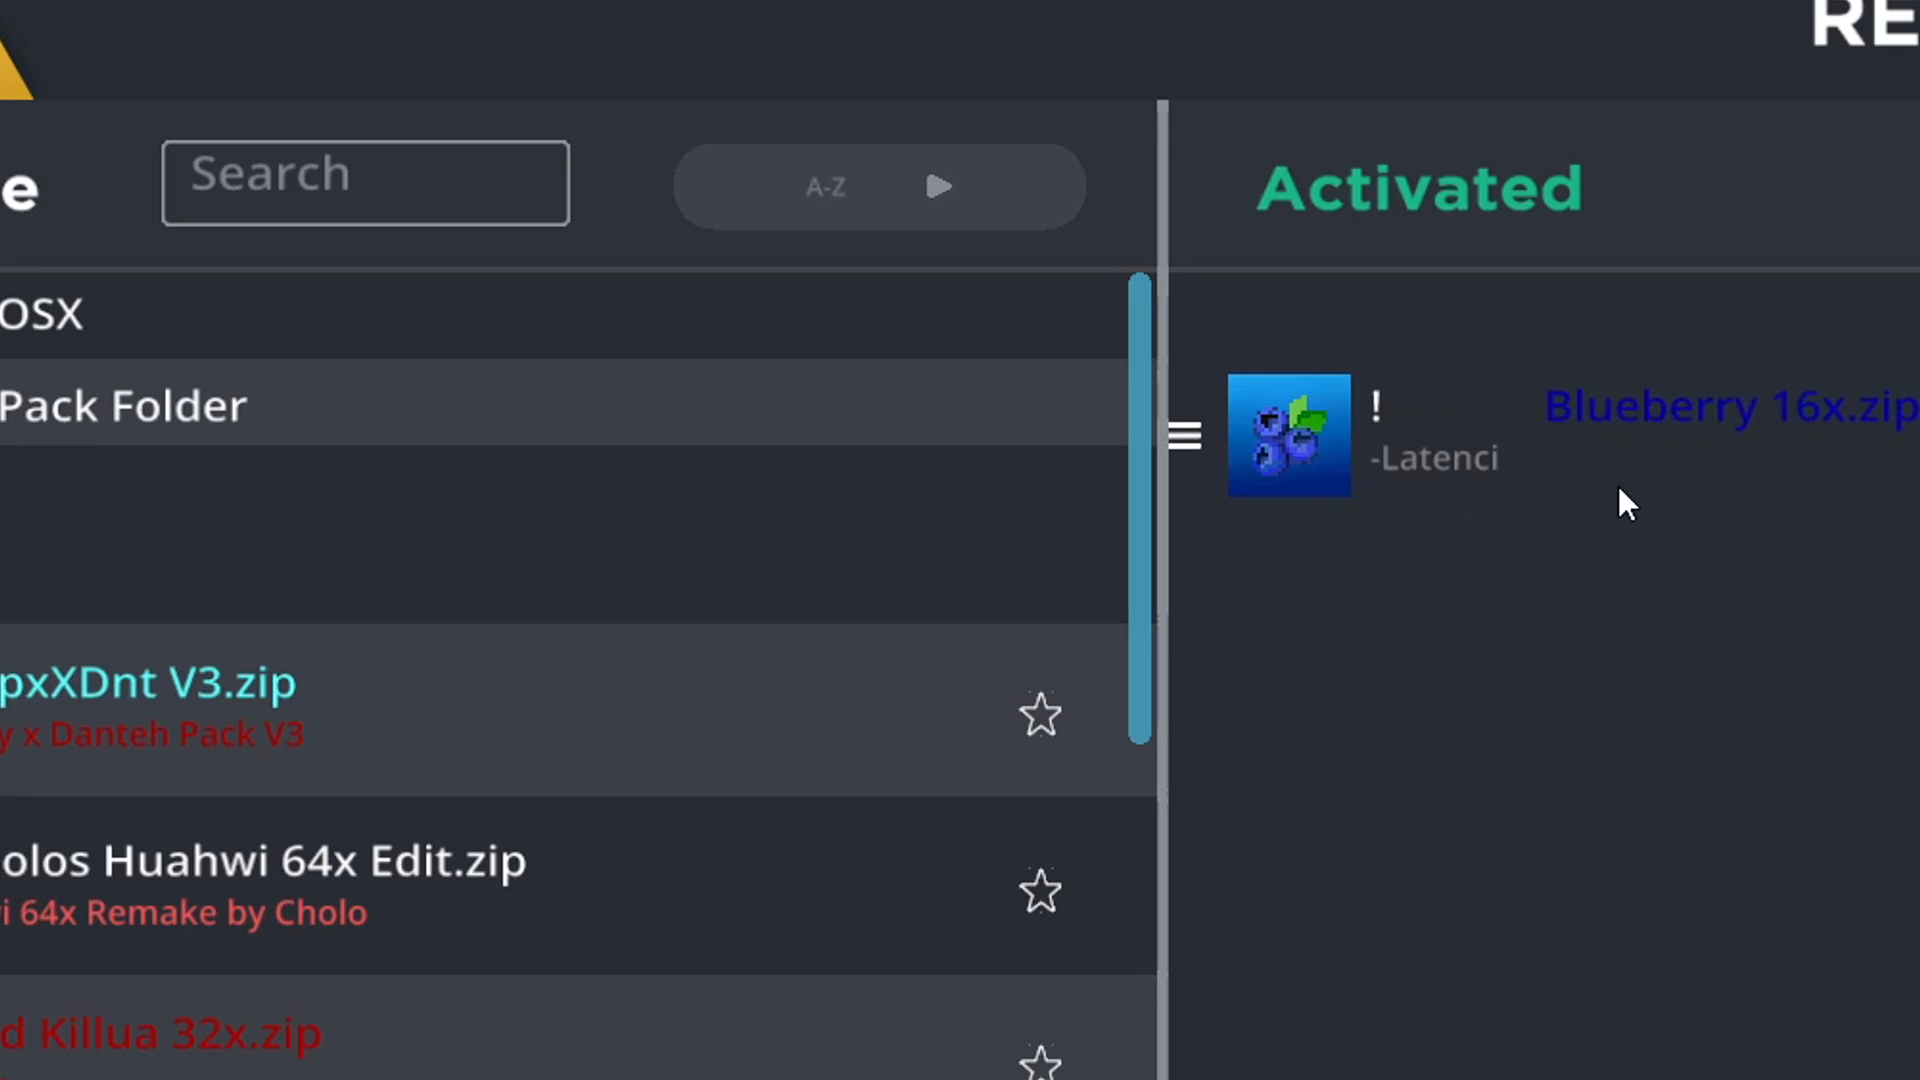 RE
e
Search
A-Z
Activated
OSX
Pack Folder
! Blueberry 16x.zip
-Latenci
pxXDnt V3.zip
y x Danteh Pack V3
olos Huahwi 64x Edit.zip
i 64x Remake by Cholo
d Killua 32x.zip